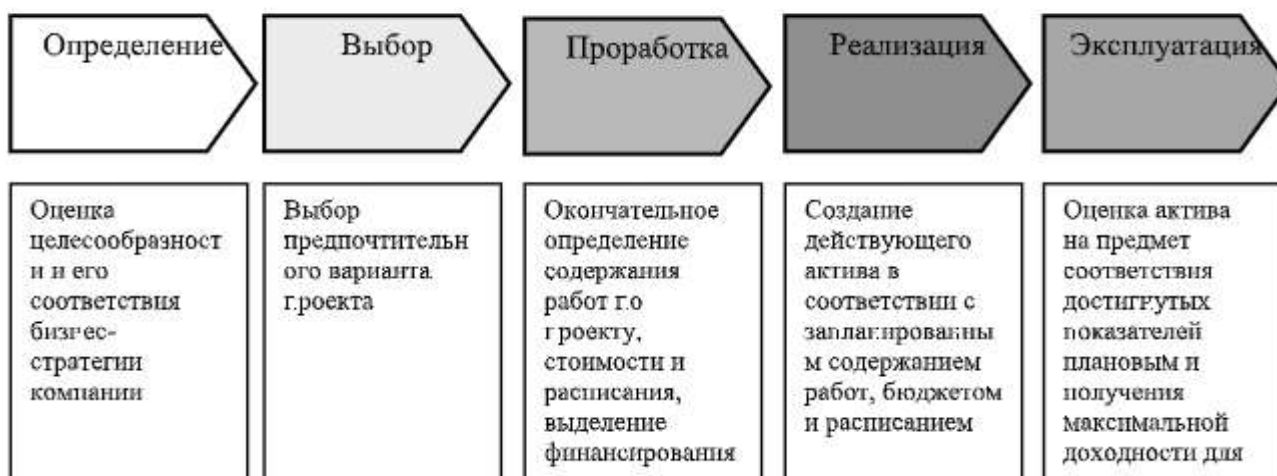 Определение
Выбор
Проработка
Реализация
Эксплуатация
Оценка
целесообразност
и и его
соответствия
бизнес-
стратегии
компании
Выбор
предпочтительн
ого варианта
проекта
Окончательное
определение
содержания
работ по
проекту,
стоимости и
расписания,
выделение
финансирования
Создание
действующего
актива в
соответствии с
запланированны
м содержанием
работ, бюджетом
и расписанием
Оценка актива
на предмет
соответствия
достигнутых
показателей
плановым и
получения
максимальной
доходности для